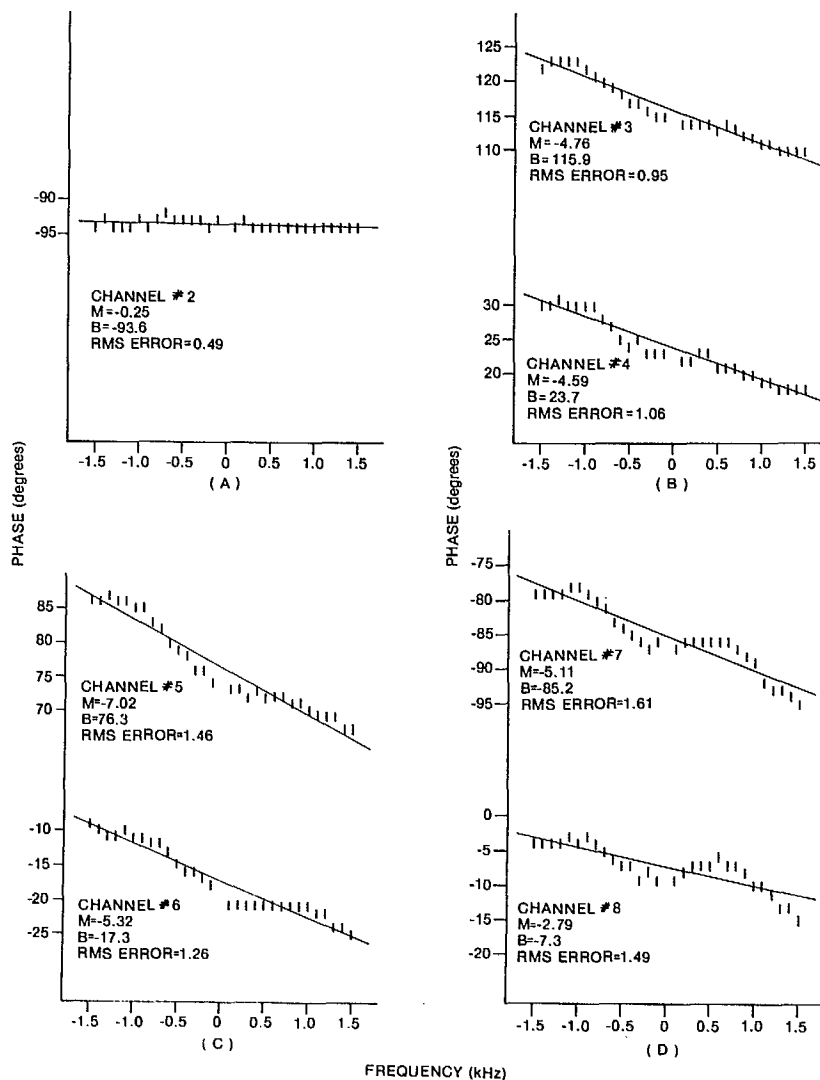 -90
-95
CHANNEL #2
M=-0.25
B=-93.6
RMS ERROR=0.49
-1.5 -1.0 -0.5 0 0.5 1.0 1.5
(A)
125
120
115
110
CHANNEL #3
M=-4.76
B=115.9
RMS ERROR=0.95
30
25
20
CHANNEL #4
M=-4.59
B=23.7
RMS ERROR=1.06
-1.5 -1.0 -0.5 0 0.5 1.0 1.5
(B)
PHASE (degrees)
PHASE (degrees)
85
80
75
70
CHANNEL #5
M=-7.02
B=76.3
RMS ERROR=1.46
-10
-15
-20
-25
CHANNEL #6
M=-5.32
B=-17.3
RMS ERROR=1.26
-1.5 -1.0 -0.5 0 0.5 1.0 1.5
(C)
-75
-80
-85
-90
-95
CHANNEL #7
M=-5.11
B=-85.2
RMS ERROR=1.61
0
-5
-10
-15
-20
CHANNEL #8
M=-2.79
B=-7.3
RMS ERROR=1.49
-1.5 -1.0 -0.5 0 0.5 1.0 1.5
(D)
FREQUENCY (kHz)